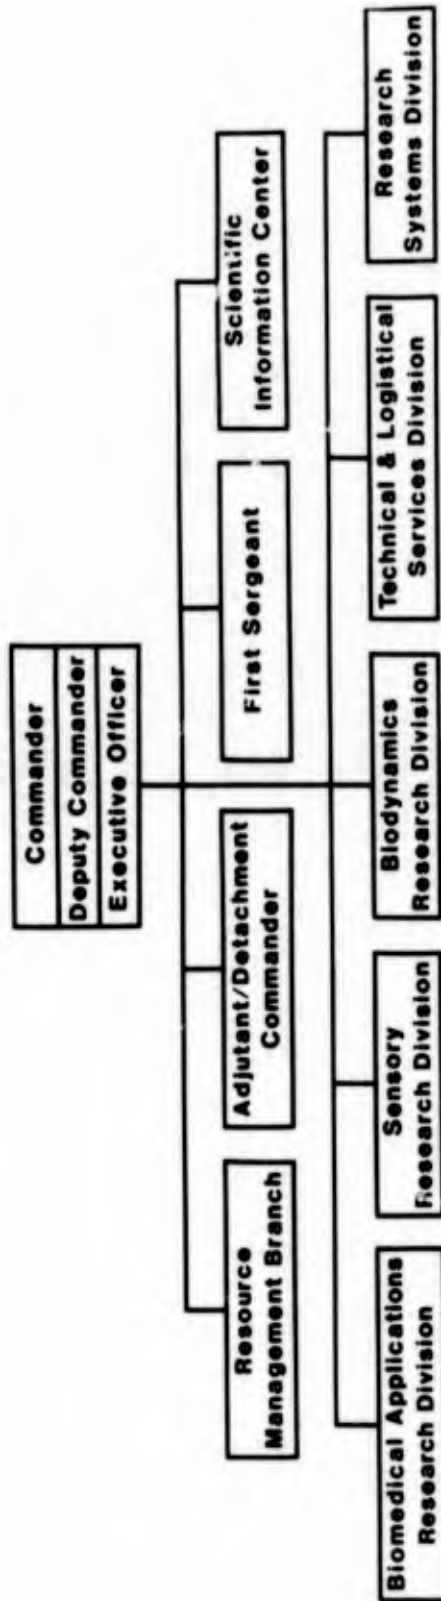 Commander
Deputy Commander
Executive Officer
Resource
Management Branch
Adjutant/Detachment
Commander
First Sergeant
Scientific
Information Center
Biomedical Applications
Research Division
Sensory
Research Division
Biodynamics
Research Division
Technical & Logistical
Services Division
Research
Systems Division